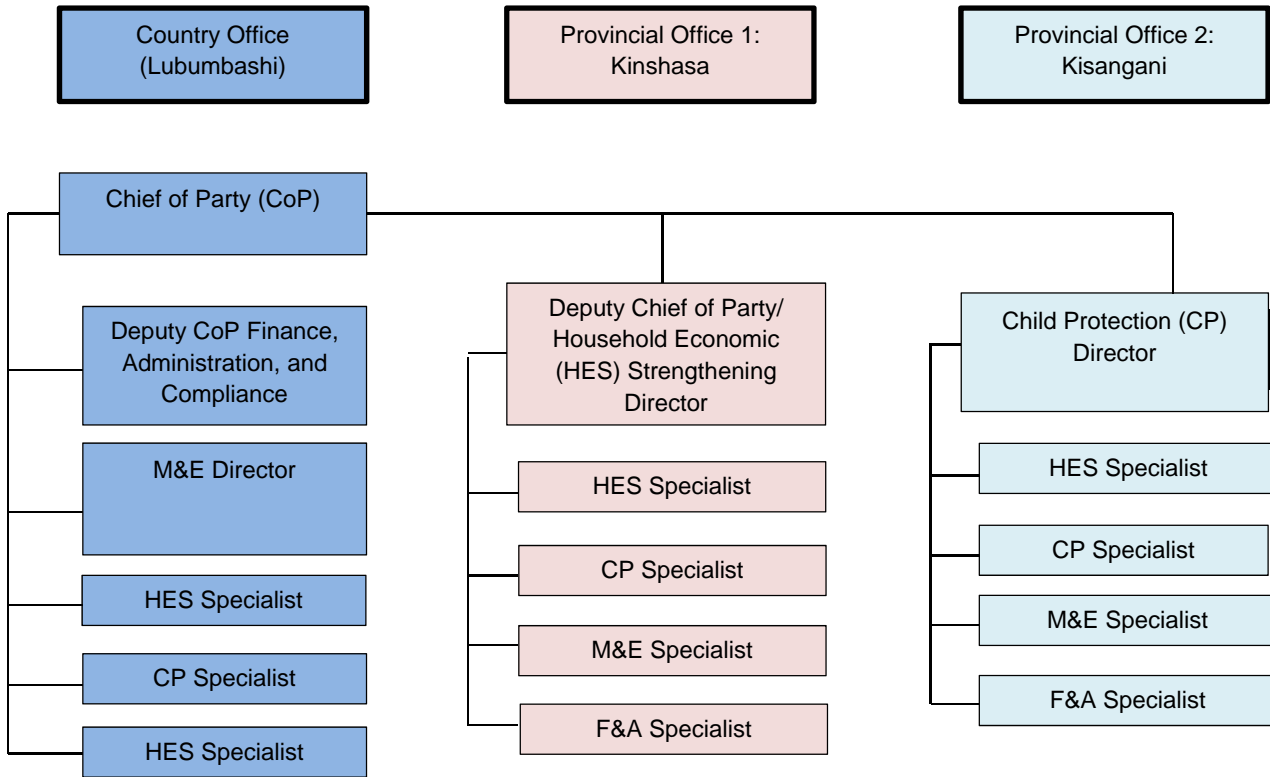 Country Office
(Lubumbashi)
Provincial Office 1:
Kinshasa
Provincial Office 2:
Kisangani
Chief of Party (CoP)
Deputy CoP Finance,
Administration, and
Compliance
M&E Director
HES Specialist
CP Specialist
HES Specialist
Deputy Chief of Party/
Household Economic
(HES) Strengthening
Director
HES Specialist
CP Specialist
M&E Specialist
F&A Specialist
Child Protection (CP)
Director
HES Specialist
CP Specialist
M&E Specialist
F&A Specialist